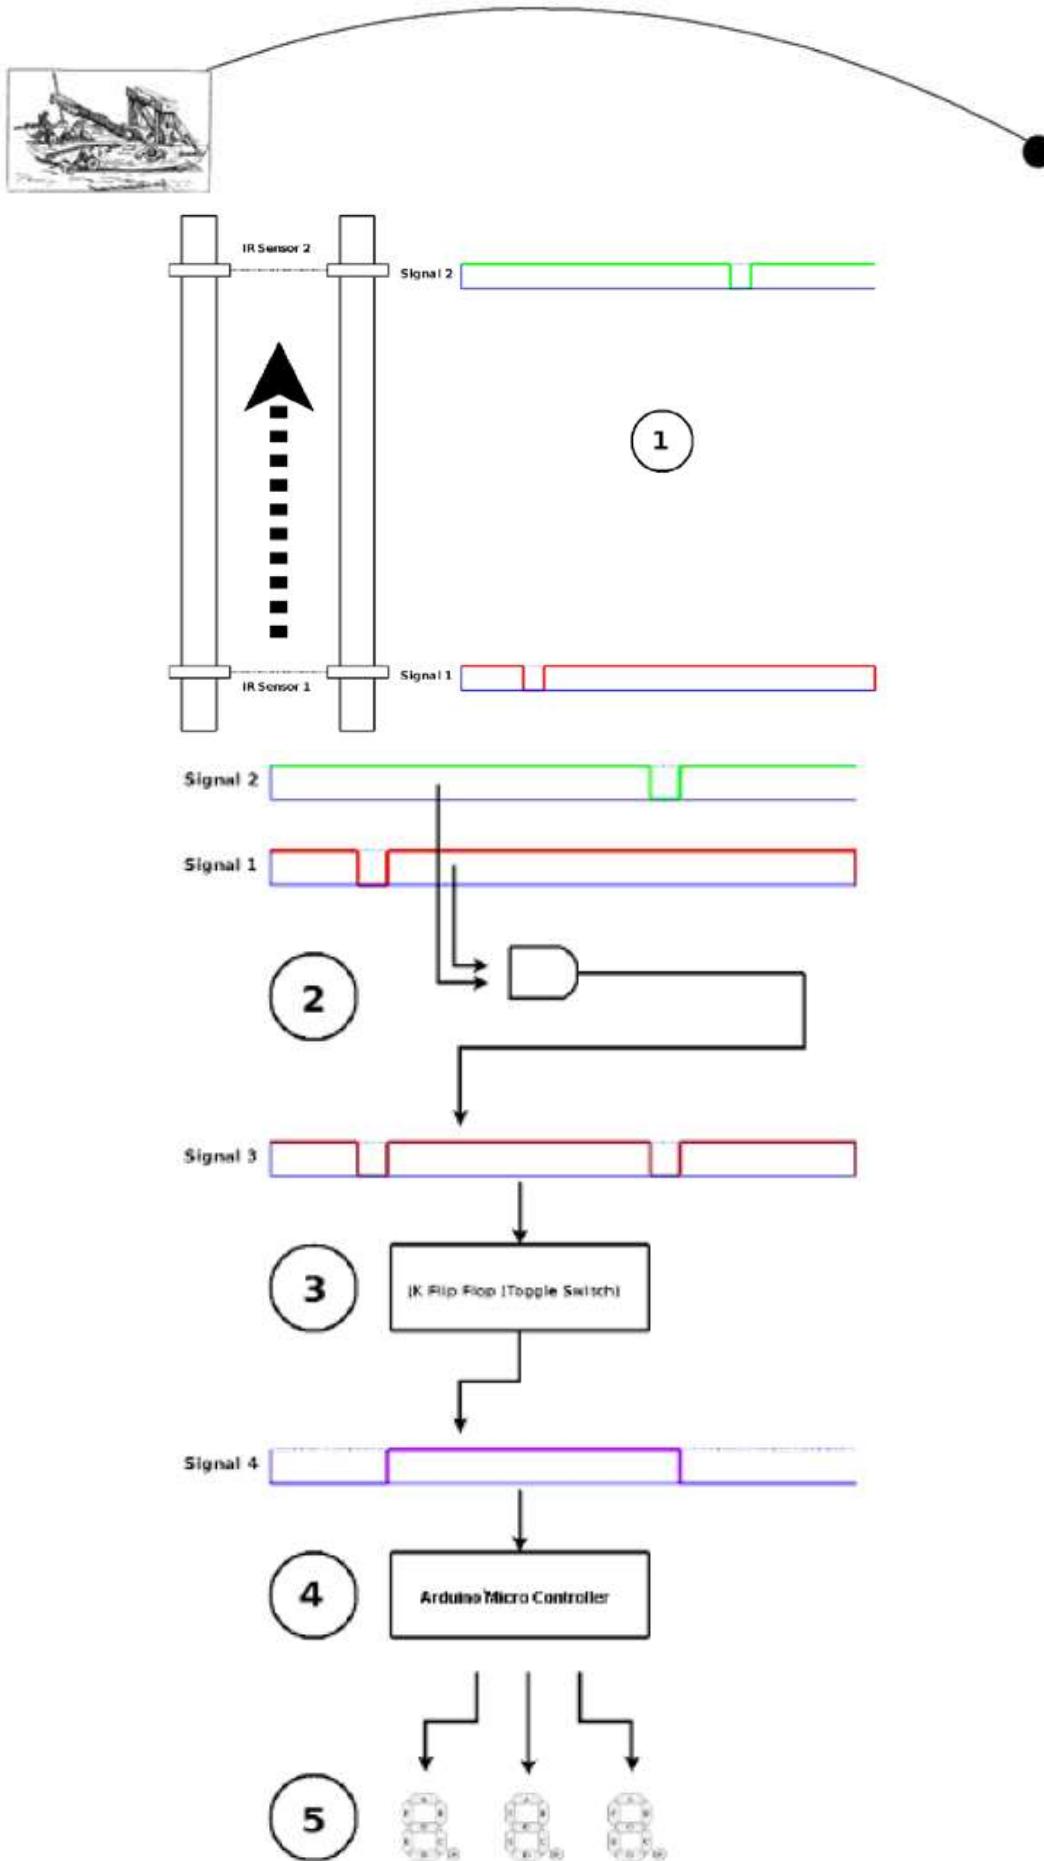 IR Sensor 2
Signal 2
1
Signal 1
IR Sensor 1
Signal 2
Signal 1
2
Signal 3
3
JK Flip Flop (Toggle Switch)
Signal 4
4
Arduino Micro Controller
5